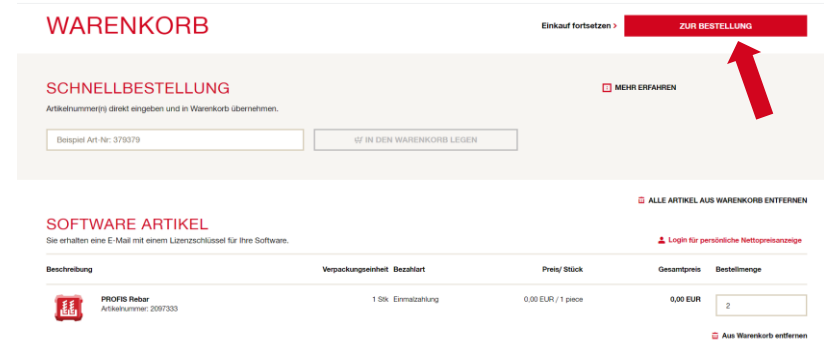 WARENKORB
Einkauf fortsetzen >
ZUR BESTELLUNG
SCHNELLBESTELLUNG
MEHR ERFAHREN
Artikelnummer(n) direkt eingeben und in Warenkorb übernehmen.
Beispiel Art-Nr: 379379
IN DEN WARENKORB LEGEN
ALLE ARTIKEL AUS WARENKORB ENTFERNEN
SOFTWARE ARTIKEL
Sie erhalten eine E-Mail mit einem Lizenzschlüssel für Ihre Software.
Login für persönliche Nettopreisanzeige
Beschreibung Verpackungseinheit Bezahlart Preis/ Stück Gesamtpreis Bestellmenge
PROFIS Rebar 1 Stk Einmalzahlung 0,00 EUR / 1 piece 0,00 EUR 2
Artikelnummer: 2097333
Aus Warenkorb entfernen